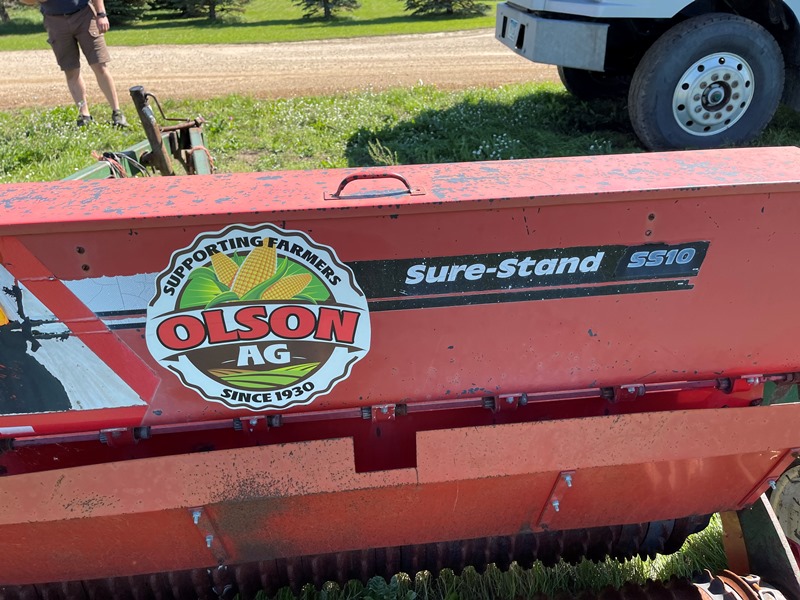 SUPPORTING FARMERS
OLSON
AG
SINCE 1930
Sure-Stand SS10